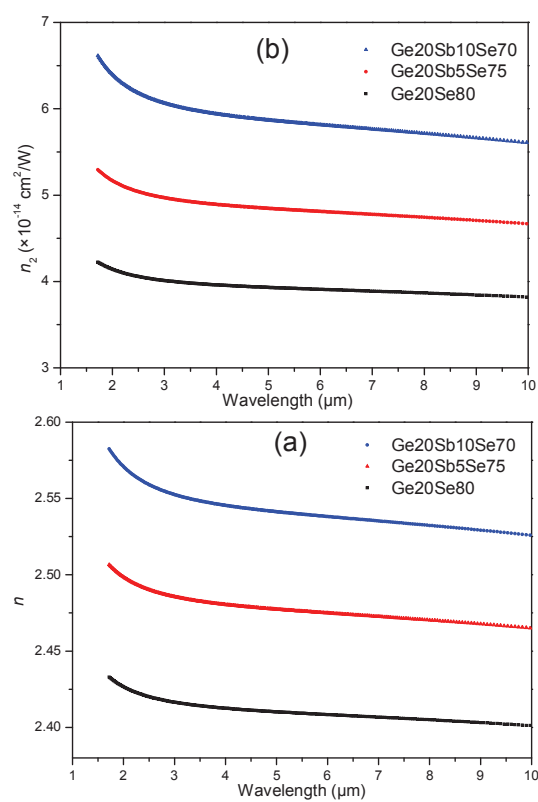 (b)
Ge20Sb10Se70
Ge20Sb5Se75
Ge20Se80
n2 (×10-14 cm2/W)
7
6
5
4
3
1 2 3 4 5 6 7 8 9 10
Wavelength (µm)
(a)
Ge20Sb10Se70
Ge20Sb5Se75
Ge20Se80
n
2.60
2.55
2.50
2.45
2.40
1 2 3 4 5 6 7 8 9 10
Wavelength (µm)